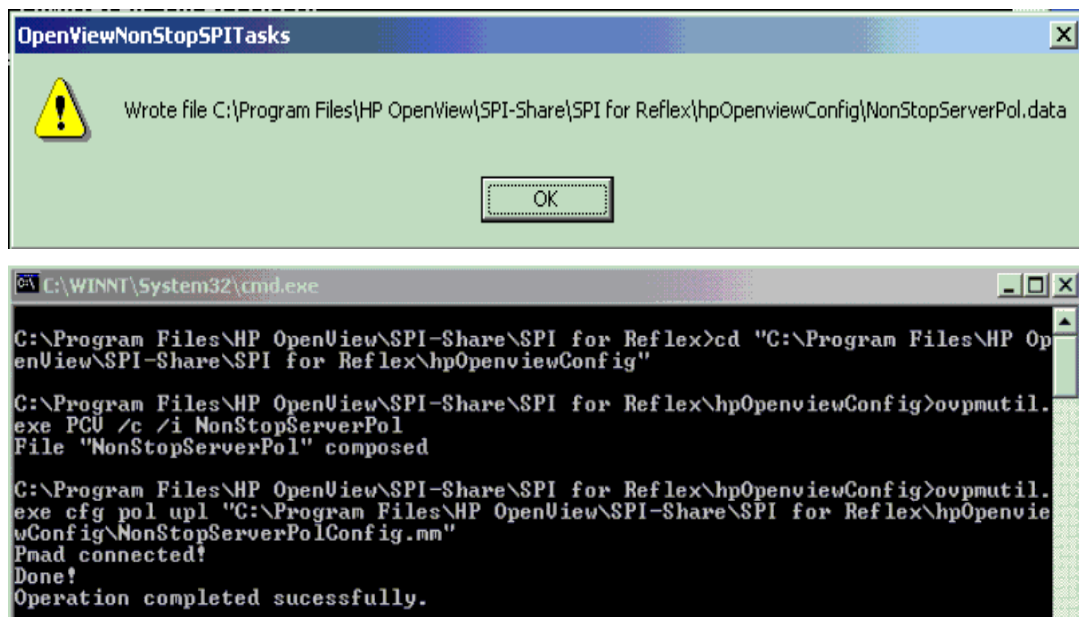 OpenViewNonStopSPITasks
Wrote file C:\Program Files\HP OpenView\SPI-Share\SPI for Reflex\hpOpenviewConfig\NonStopServerPol.data
OK
C:\WINNT\System32\cmd.exe
C:\Program Files\HP OpenView\SPI-Share\SPI for Reflex>cd "C:\Program Files\HP Op
enView\SPI-Share\SPI for Reflex\hpOpenviewConfig"
C:\Program Files\HP OpenView\SPI-Share\SPI for Reflex\hpOpenviewConfig>ovpmutil.
exe PCV /c /i NonStopServerPol
File "NonStopServerPol" composed
C:\Program Files\HP OpenView\SPI-Share\SPI for Reflex\hpOpenviewConfig>ovpmutil.
exe cfg pol upl "C:\Program Files\HP OpenView\SPI-Share\SPI for Reflex\hpOpenvie
wConfig\NonStopServerPolConfig.mm"
Pmad connected!
Done!
Operation completed sucessfully.